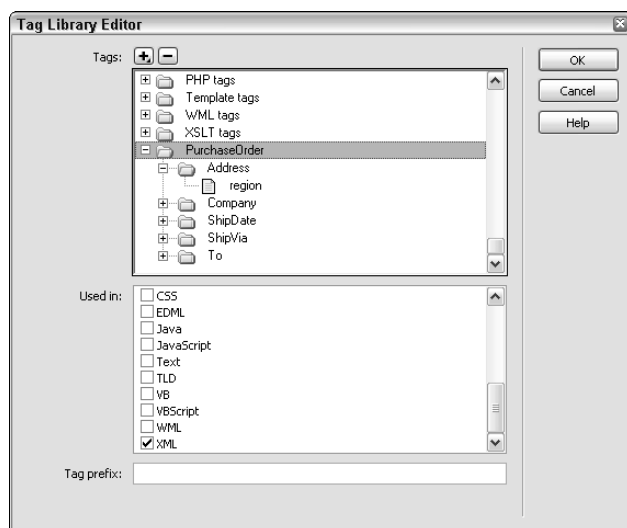 Tag Library Editor
Tags:
PHP tags
Template tags
WML tags
XSLT tags
PurchaseOrder
Address
region
Company
ShipDate
ShipVia
To
OK
Cancel
Help
Used in:
CSS
EDML
Java
JavaScript
Text
TLD
VB
VBScript
WML
XML
Tag prefix: